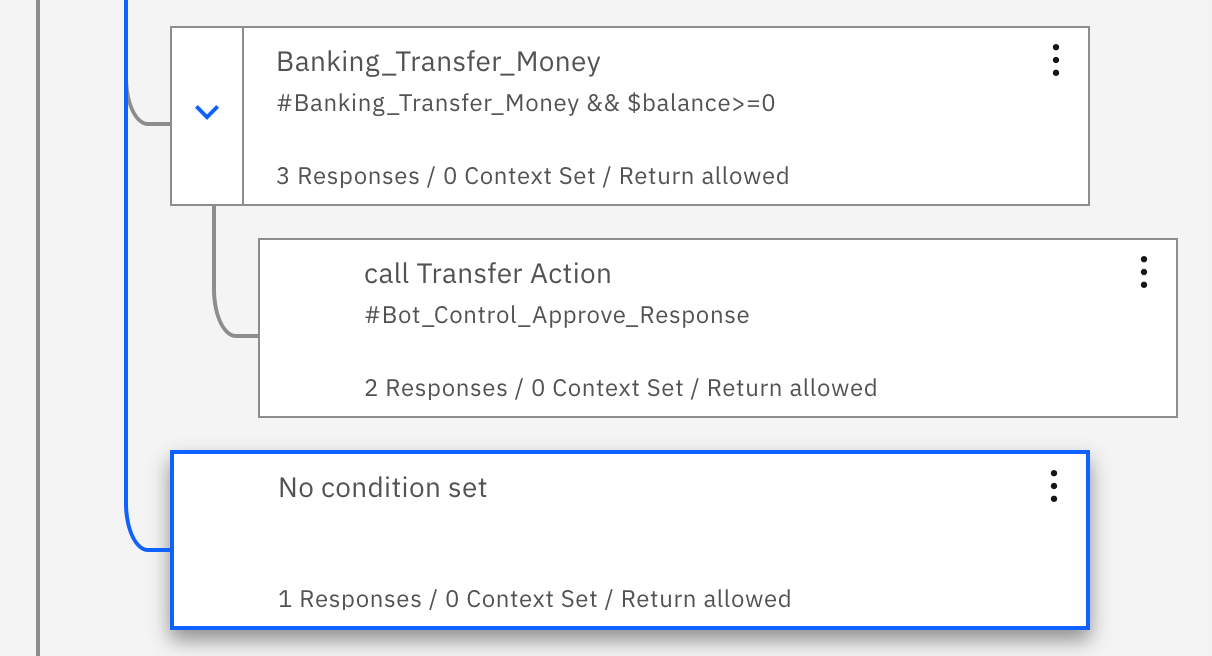 Banking_Transfer_Money
#Banking_Transfer_Money && $balance>=0
3 Responses / 0 Context Set / Return allowed
call Transfer Action
#Bot_Control_Approve_Response
2 Responses / 0 Context Set / Return allowed
No condition set
1 Responses / 0 Context Set / Return allowed